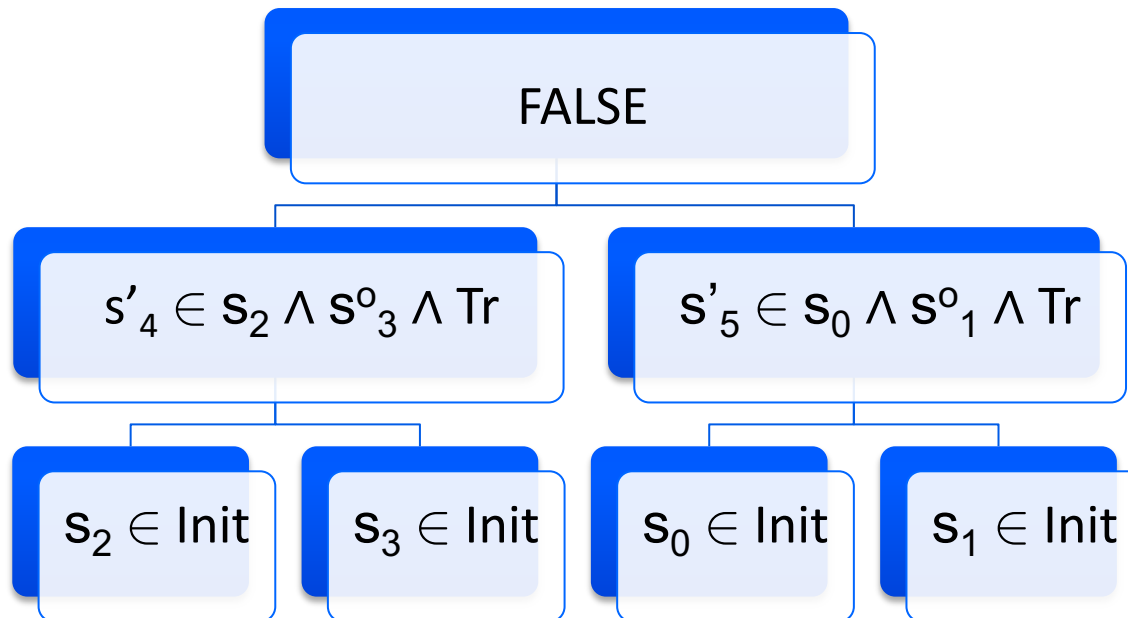 FALSE
s’₄ ∈ s₂ ∧ sº₃ ∧ Tr
s’₅ ∈ s₀ ∧ sº₁ ∧ Tr
s₂ ∈ Init
s₃ ∈ Init
s₀ ∈ Init
s₁ ∈ Init